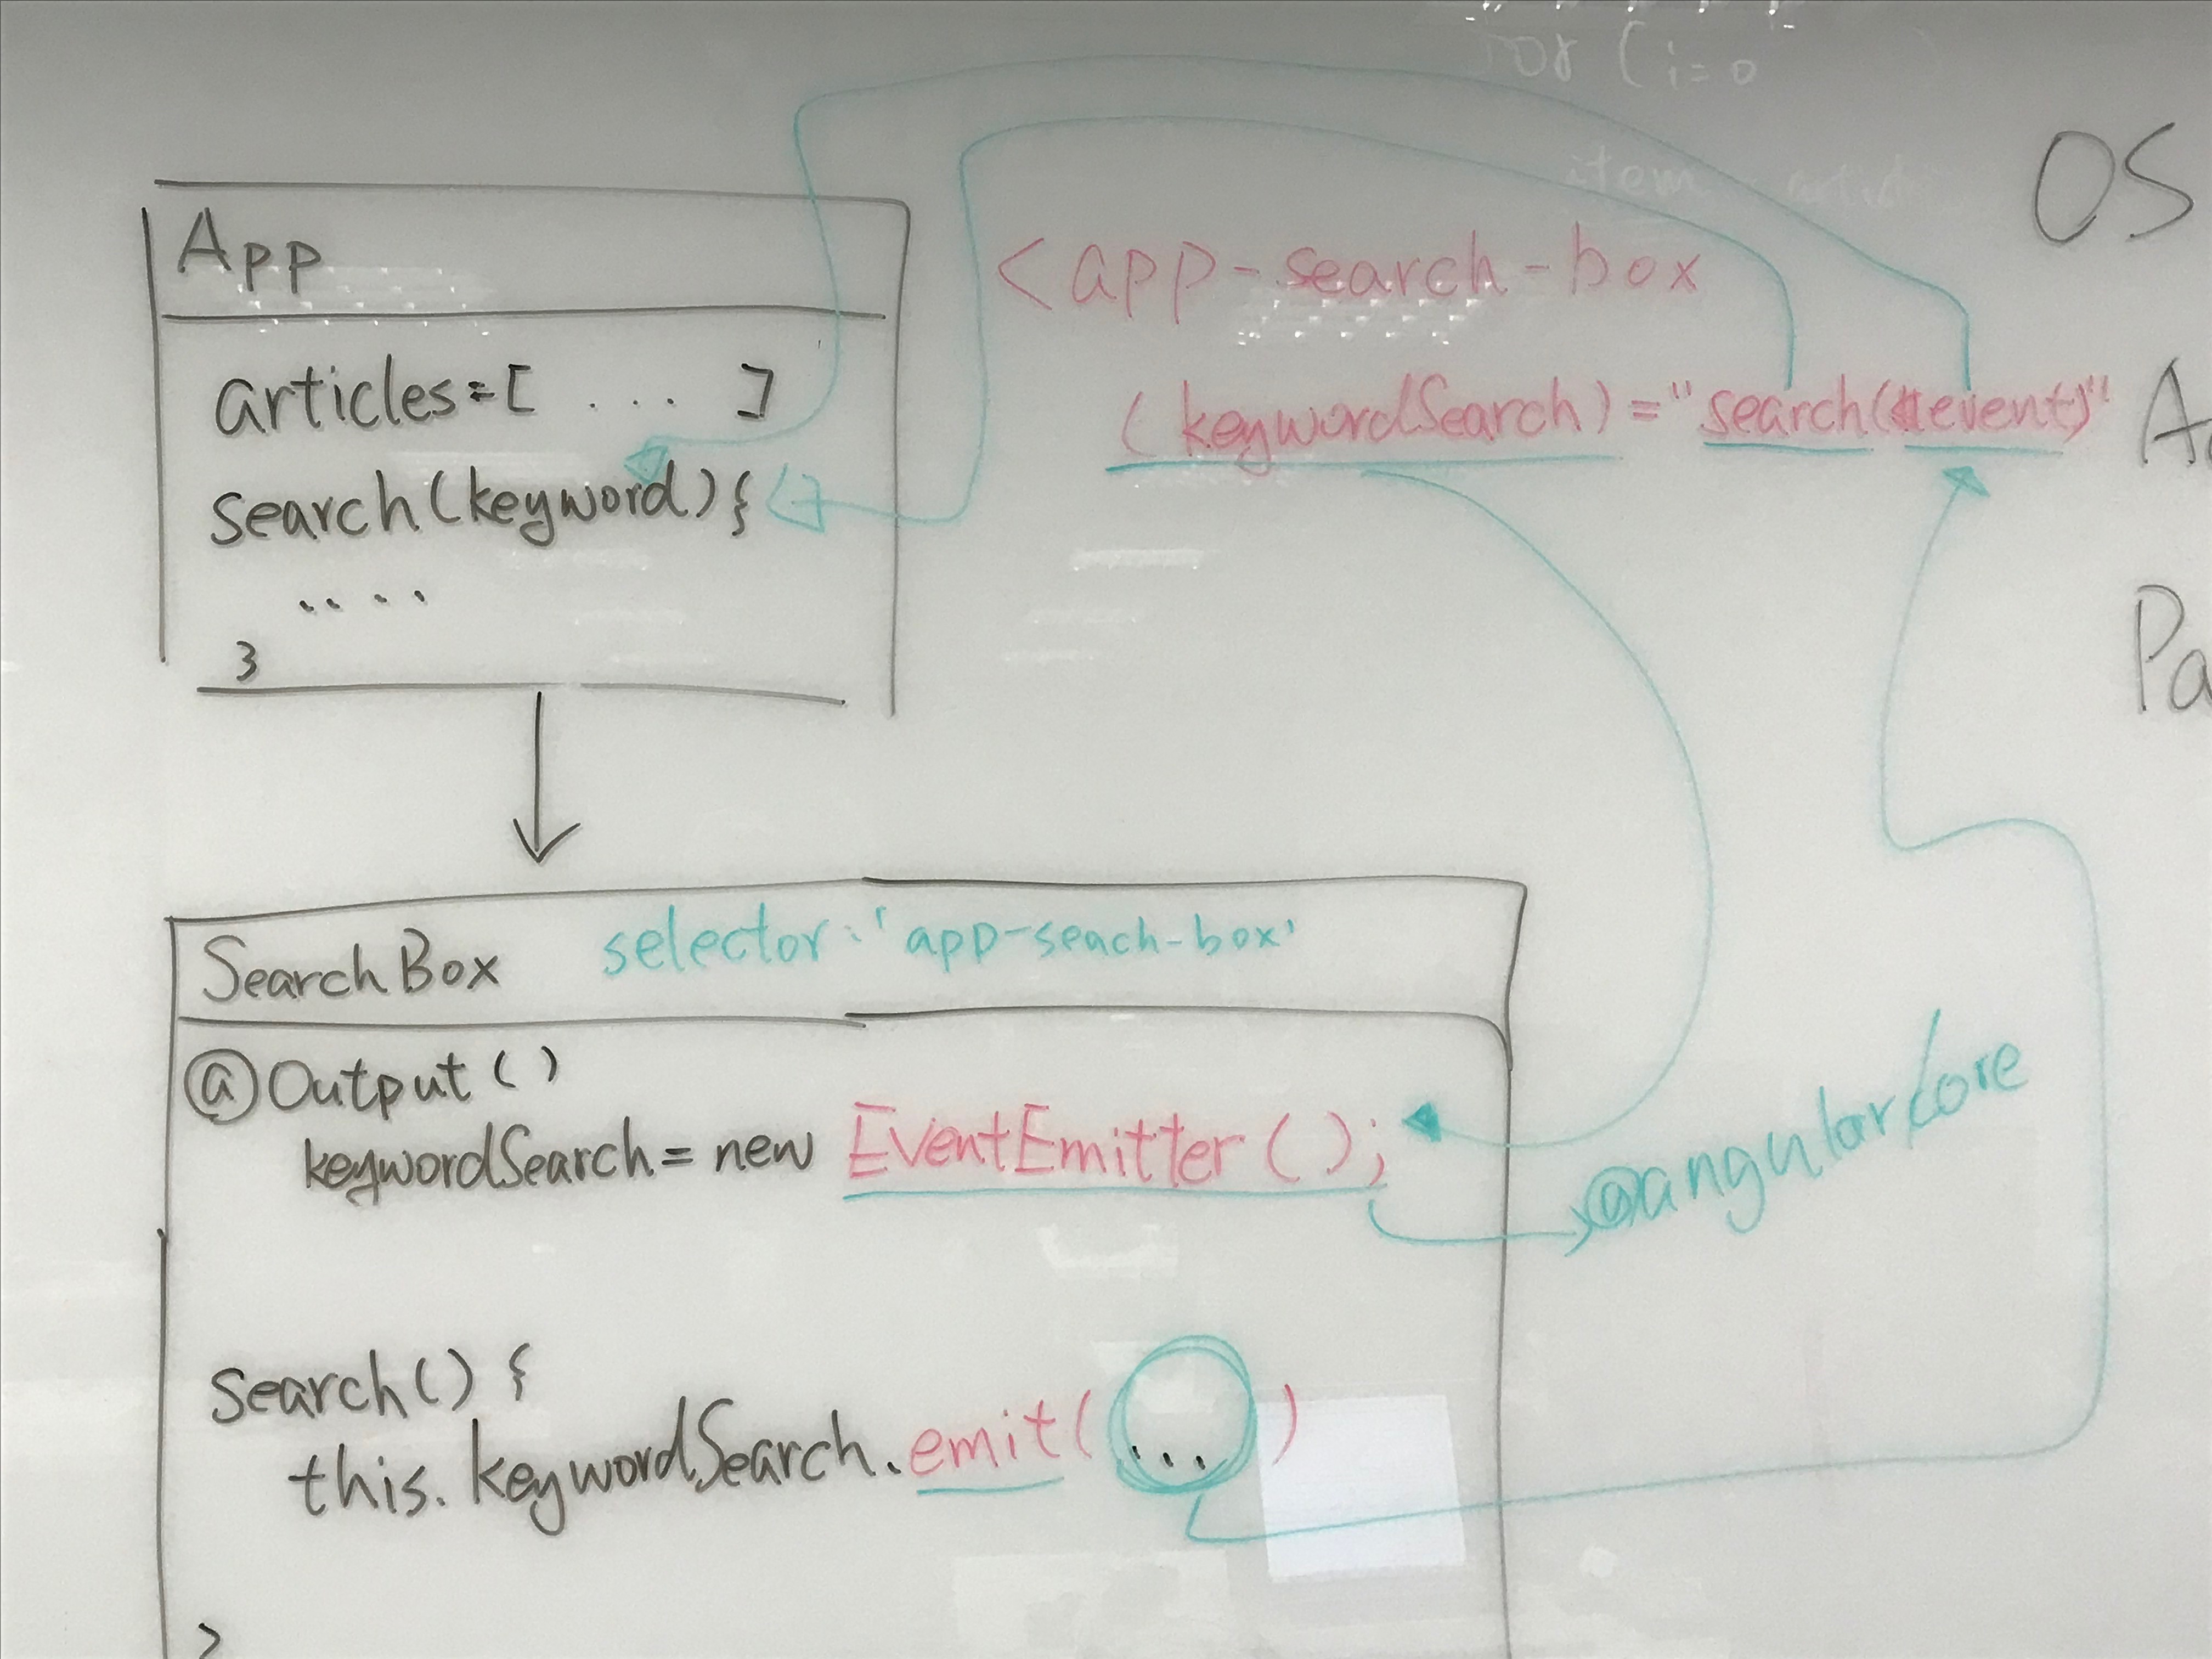 for (i=0
item
OS
App
<app-search-box
articles=[ ... ]
(keywordSearch)="search($event)"
search(keyword){
....
}
Pa
SearchBox selector:'app-seach-box'
@Output()
keywordSearch = new EventEmitter();
@angular/core
search() {
this.keywordSearch.emit(...)
}